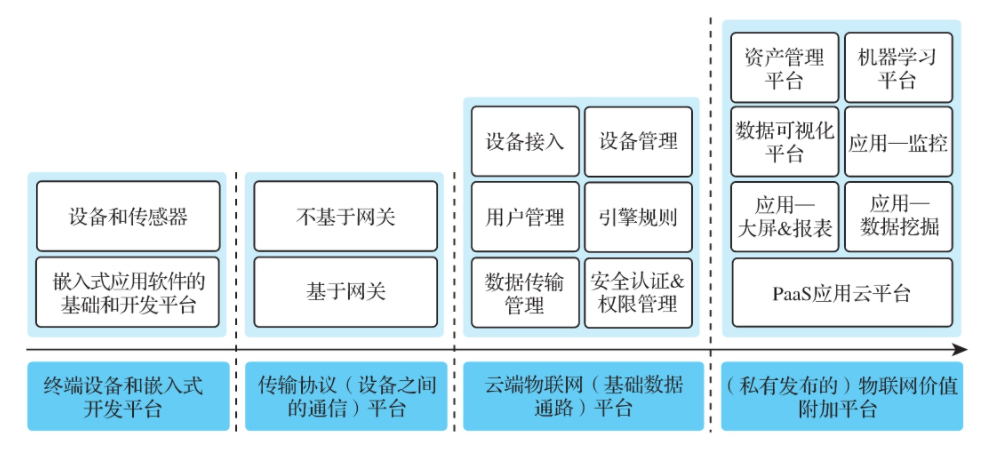 设备和传感器
嵌入式应用软件的
基础和开发平台
终端设备和嵌入式
开发平台
不基于网关
基于网关
传输协议（设备之间
的通信）平台
设备接入
设备管理
用户管理
引擎规则
数据传输
管理
安全认证&
权限管理
云端物联网（基础数据
通路）平台
资产管理
平台
机器学习
平台
数据可视化
平台
应用—监控
应用—
大屏&报表
应用—
数据挖掘
PaaS应用云平台
（私有发布的）物联网价值
附加平台